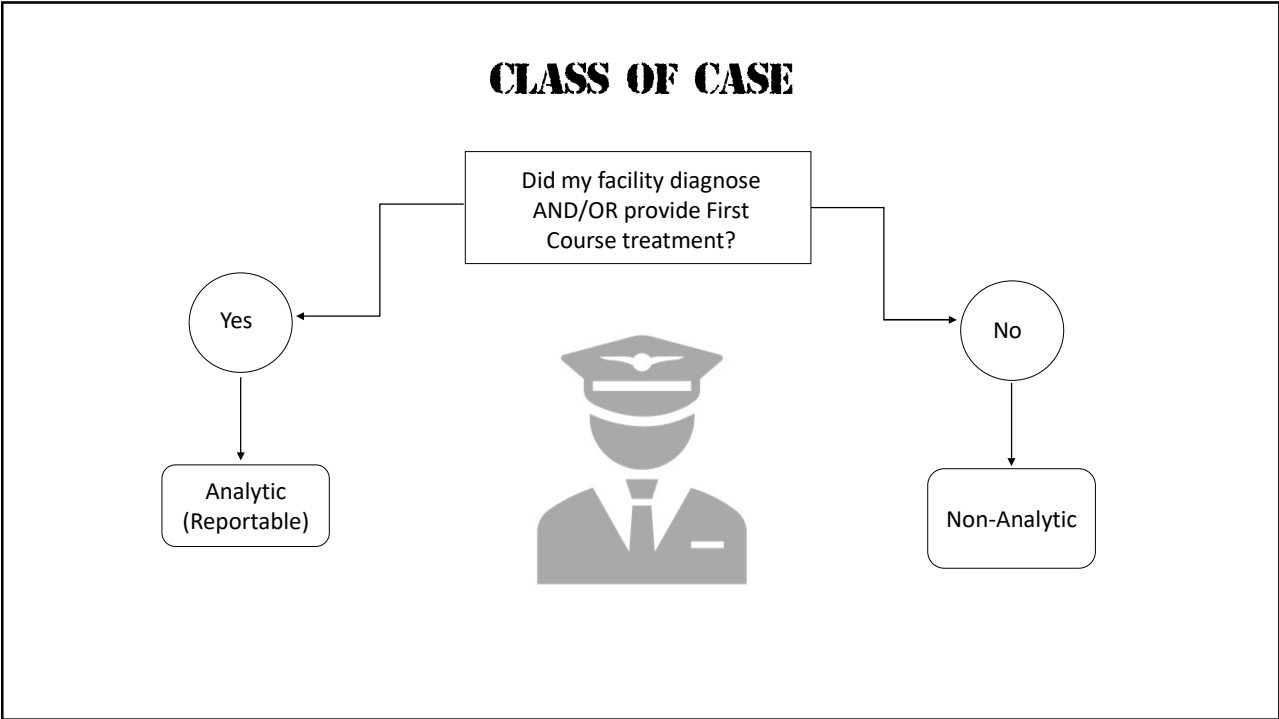 CLASS OF CASE
Did my facility diagnose
AND/OR provide First
Course treatment?
Yes
No
Analytic
(Reportable)
Non-Analytic